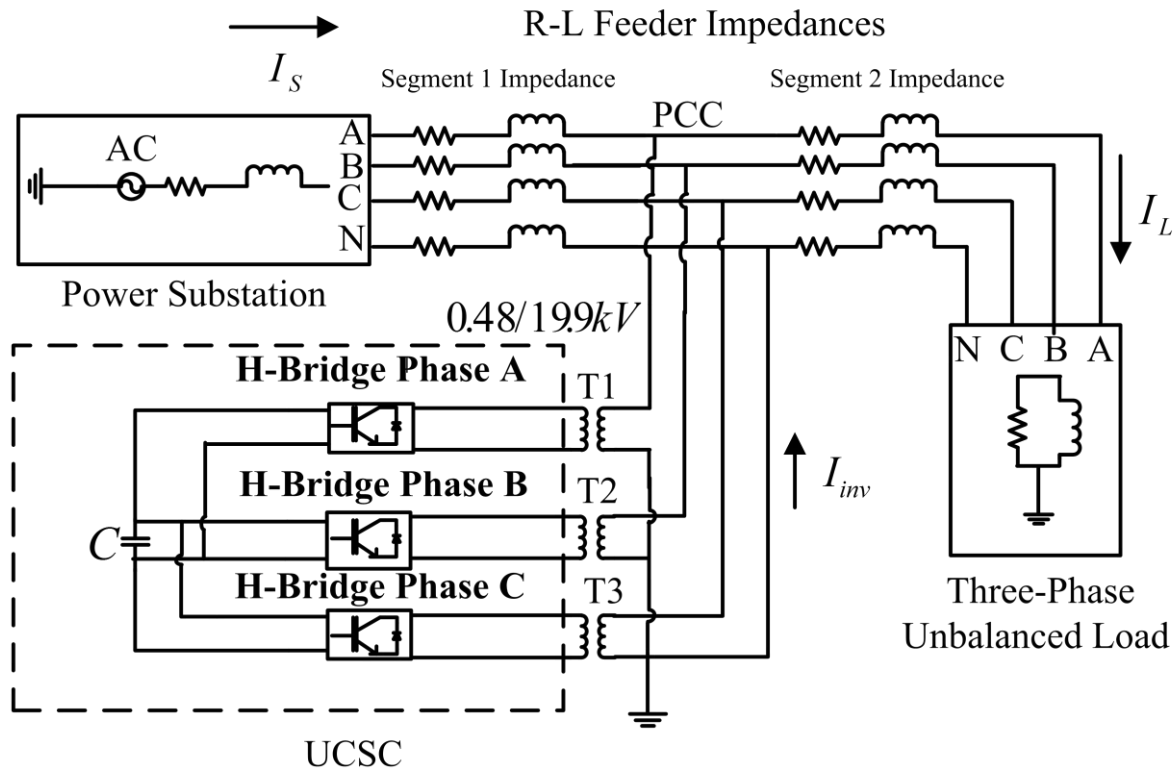 R-L Feeder Impedances
I_S
Segment 1 Impedance
Segment 2 Impedance
PCC
AC
A
B
C
N
I_L
Power Substation
0.48/19.9kV
N C B A
H-Bridge Phase A
T1
H-Bridge Phase B
T2
I_inv
C
H-Bridge Phase C
T3
Three-Phase
Unbalanced Load
UCSC